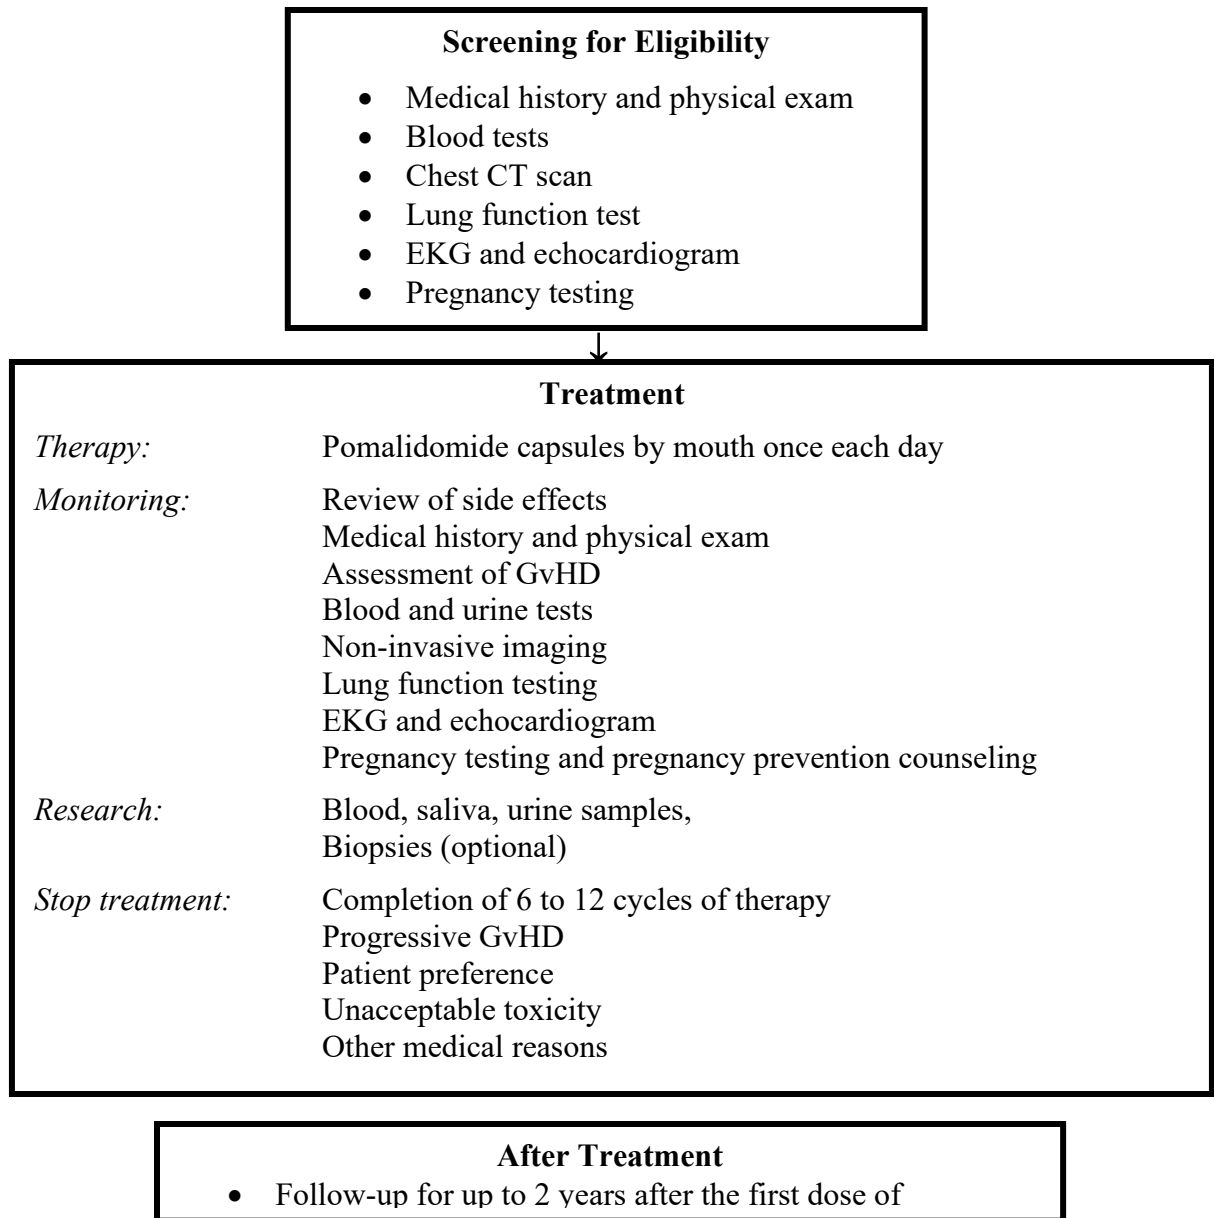 Screening for Eligibility
• Medical history and physical exam
• Blood tests
• Chest CT scan
• Lung function test
• EKG and echocardiogram
• Pregnancy testing
Treatment
Therapy: Pomalidomide capsules by mouth once each day
Monitoring: Review of side effects
Medical history and physical exam
Assessment of GvHD
Blood and urine tests
Non-invasive imaging
Lung function testing
EKG and echocardiogram
Pregnancy testing and pregnancy prevention counseling
Research: Blood, saliva, urine samples,
Biopsies (optional)
Stop treatment: Completion of 6 to 12 cycles of therapy
Progressive GvHD
Patient preference
Unacceptable toxicity
Other medical reasons
After Treatment
• Follow-up for up to 2 years after the first dose of